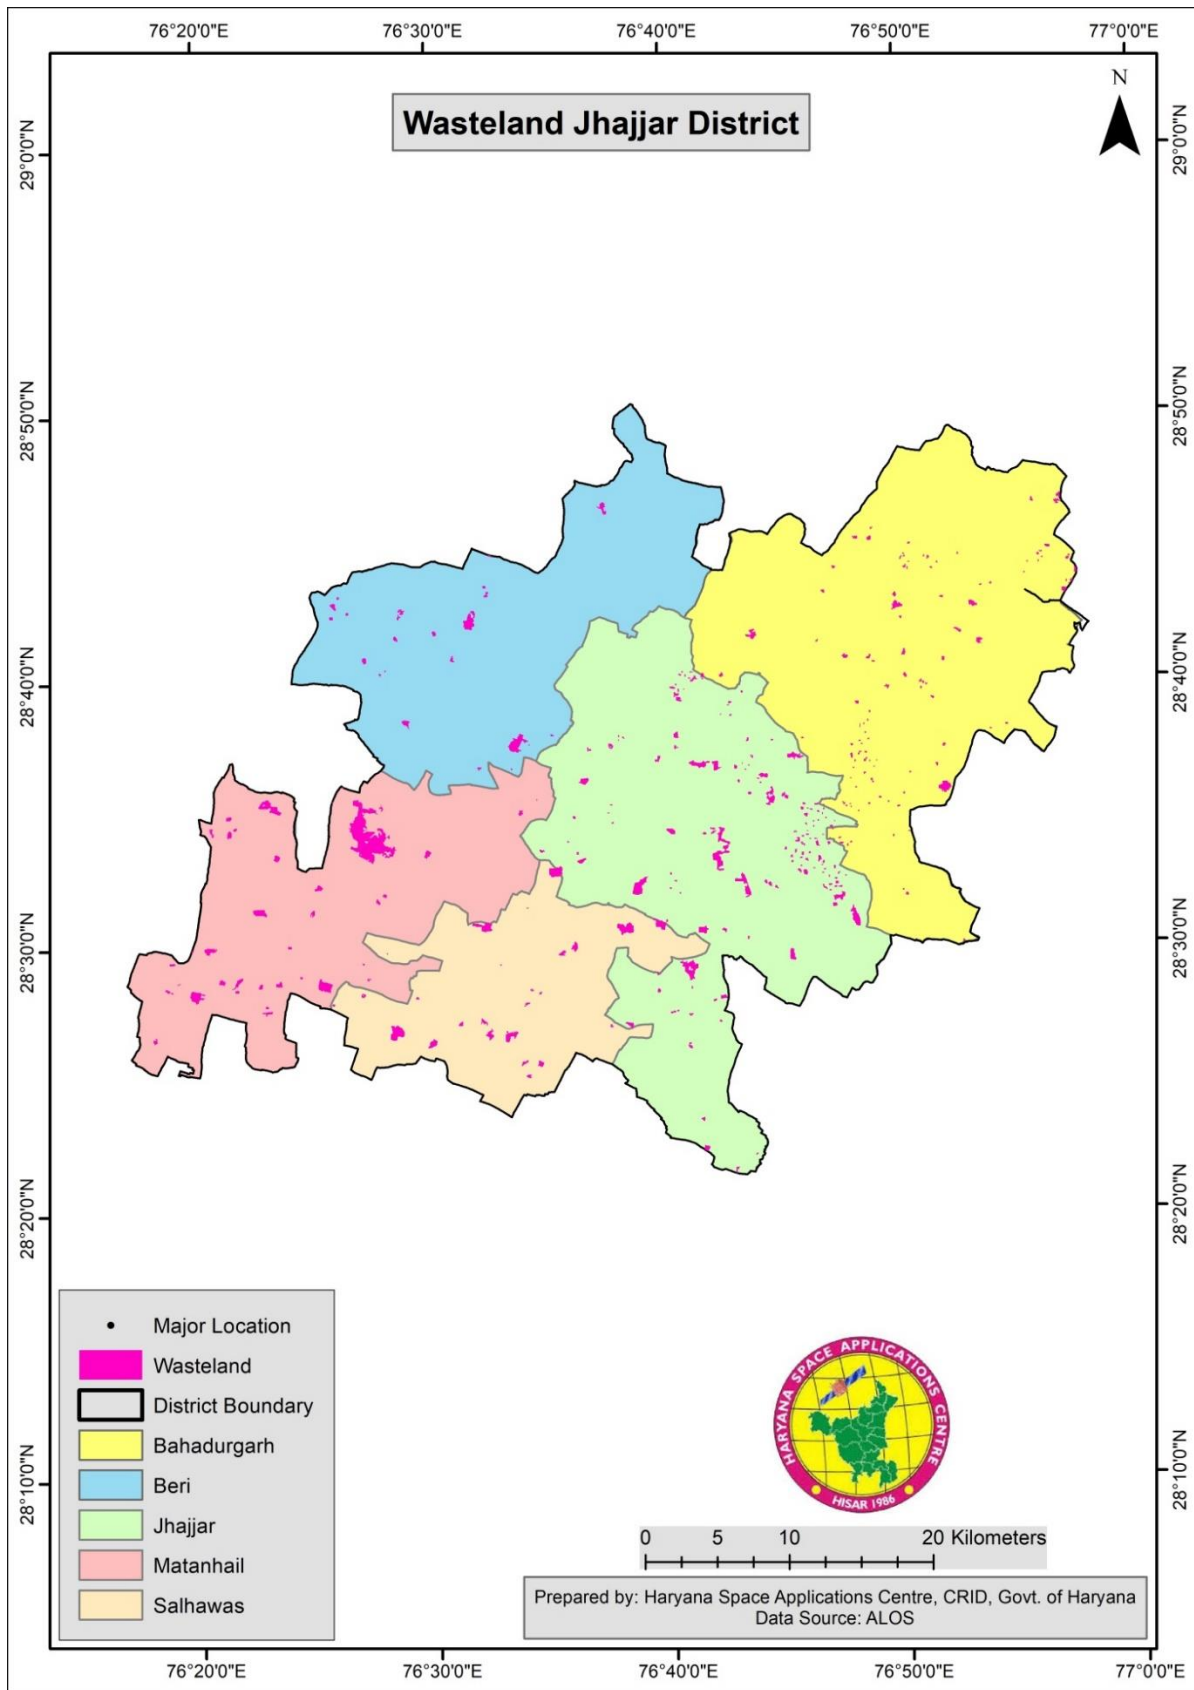 76°20'0"E 76°30'0"E 76°40'0"E 76°50'0"E 77°0'0"E
N
Wasteland Jhajjar District
29°0'0"N 29°0'0"N
28°50'0"N 28°50'0"N
28°40'0"N 28°40'0"N
28°30'0"N 28°30'0"N
28°20'0"N 28°20'0"N
28°10'0"N 28°10'0"N
Major Location
Wasteland
District Boundary
Bahadurgarh
Beri
Jhajjar
Matanhail
Salhawas
HARYANA SPACE APPLICATIONS CENTRE
HISAR 1986
0 5 10 20 Kilometers
Prepared by: Haryana Space Applications Centre, CRID, Govt. of Haryana
Data Source: ALOS
76°20'0"E 76°30'0"E 76°40'0"E 76°50'0"E 77°0'0"E